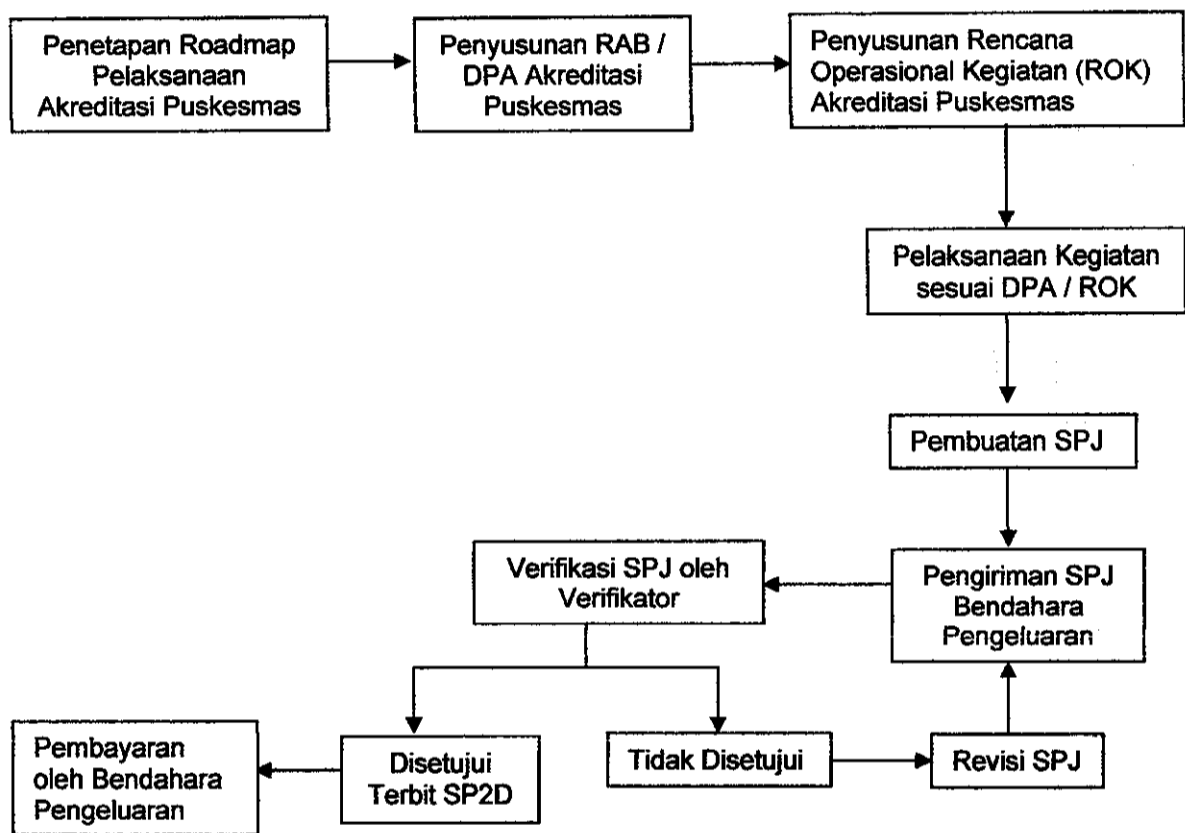 Penetapan Roadmap
Pelaksanaan
Akreditasi Puskesmas
Penyusunan RAB /
DPA Akreditasi
Puskesmas
Penyusunan Rencana
Operasional Kegiatan (ROK)
Akreditasi Puskesmas
Pelaksanaan Kegiatan
sesuai DPA / ROK
Pembuatan SPJ
Pengiriman SPJ
Bendahara
Pengeluaran
Verifikasi SPJ oleh
Verifikator
Disetujui
Terbit SP2D
Pembayaran
oleh Bendahara
Pengeluaran
Tidak Disetujui
Revisi SPJ